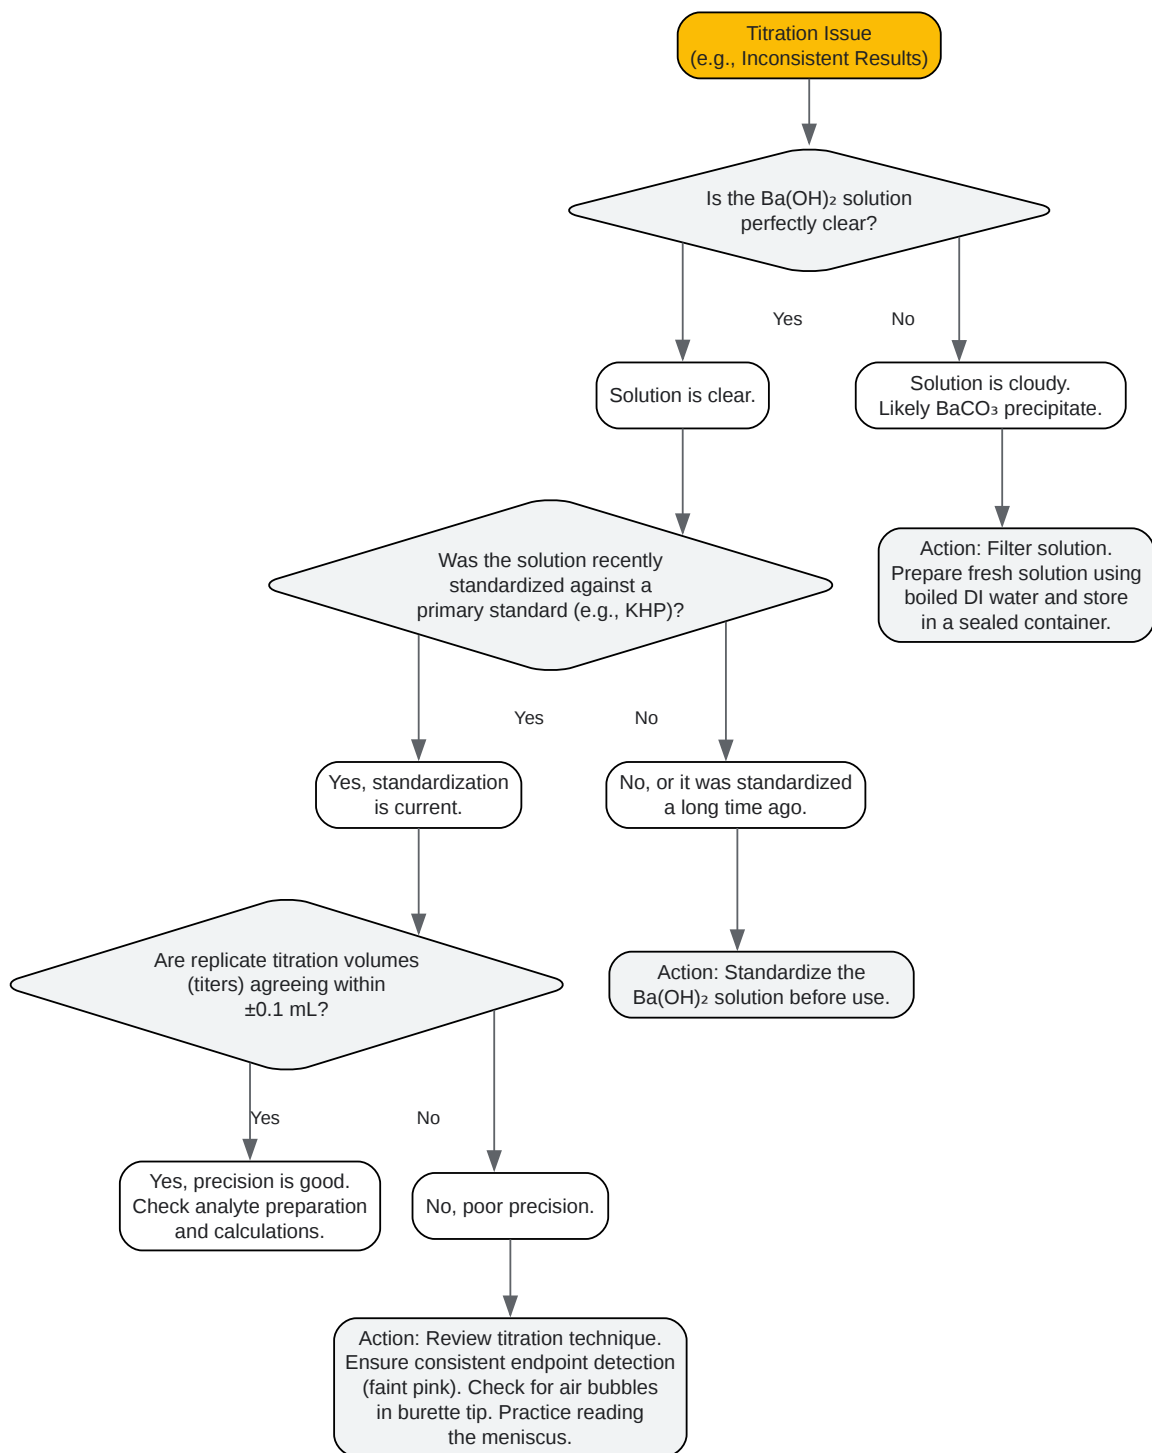 Titration Issue
(e.g., Inconsistent Results)
Is the Ba(OH)₂ solution
perfectly clear?
Yes
No
Solution is clear.
Solution is cloudy.
Likely BaCO₃ precipitate.
Action: Filter solution.
Prepare fresh solution using
boiled DI water and store
in a sealed container.
Was the solution recently
standardized against a
primary standard (e.g., KHP)?
Yes
No
Yes, standardization
is current.
No, or it was standardized
a long time ago.
Action: Standardize the
Ba(OH)₂ solution before use.
Are replicate titration volumes
(titers) agreeing within
±0.1 mL?
Yes
No
Yes, precision is good.
Check analyte preparation
and calculations.
No, poor precision.
Action: Review titration technique.
Ensure consistent endpoint detection
(faint pink). Check for air bubbles
in burette tip. Practice reading
the meniscus.